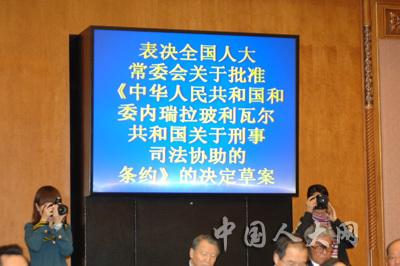 表决全国人大
常委会关于批准
《中华人民共和国和
委内瑞拉玻利瓦尔
共和国关于刑事
司法协助的
条约》的决定草案
中国人大网